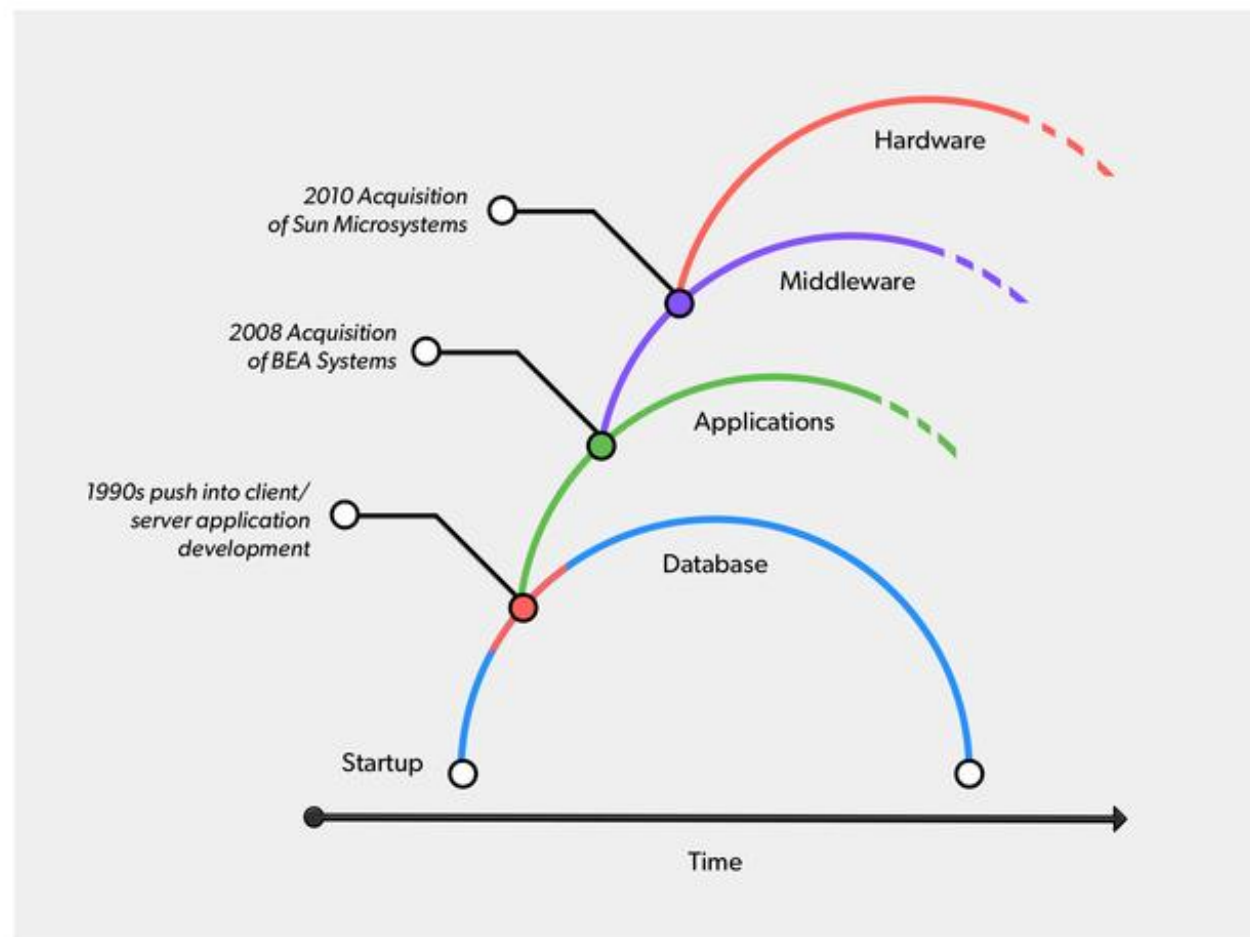 Hardware
2010 Acquisition
of Sun Microsystems
Middleware
2008 Acquisition
of BEA Systems
Applications
1990s push into client/
server application
development
Database
Startup
Time